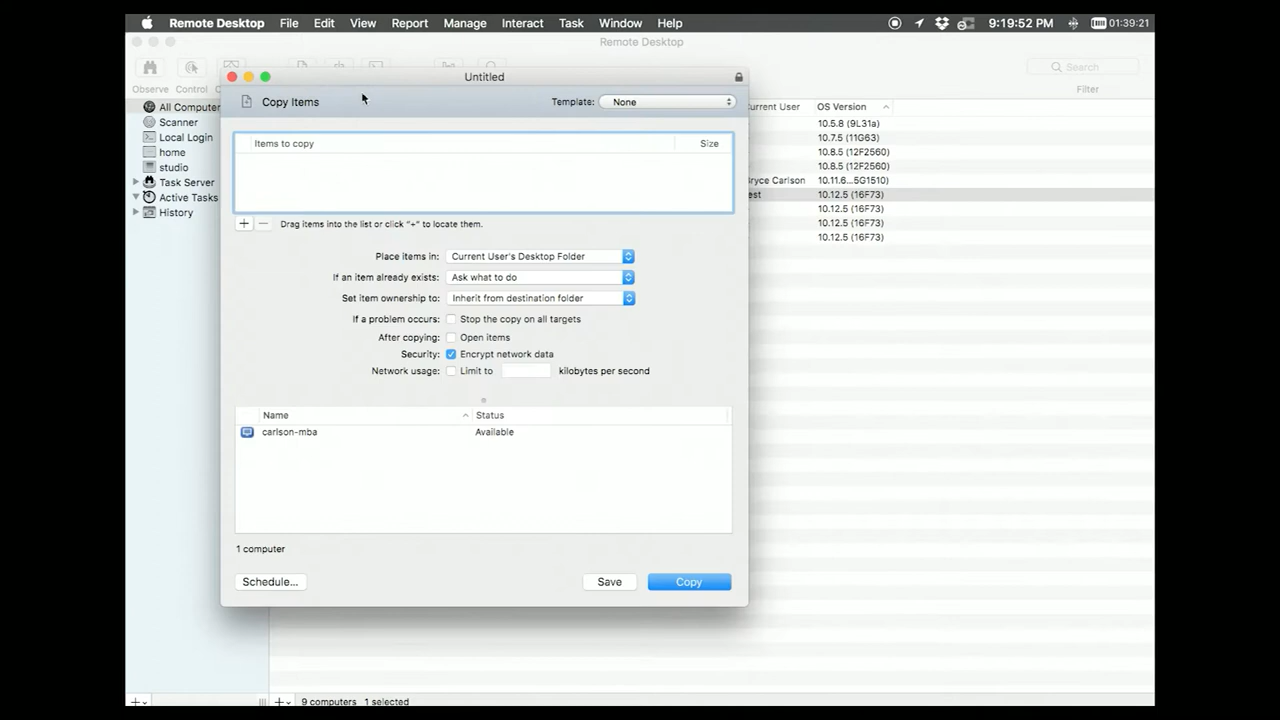 Remote Desktop File Edit View Report Manage Interact Task Window Help 9:19:52 PM 01:39:21
Remote Desktop
Observe Control Search
Filter
Untitled
Copy Items Template: None
Items to copy Size
+ − Drag items into the list or click "+" to locate them.
Place items in: Current User's Desktop Folder
If an item already exists: Ask what to do
Set item ownership to: Inherit from destination folder
If a problem occurs: Stop the copy on all targets
After copying: Open items
Security: Encrypt network data
Network usage: Limit to kilobytes per second
Name Status
carlson-mba Available
1 computer
Schedule... Save Copy
All Computer
Scanner
Local Login
home
studio
Task Server
Active Tasks
History
urrent User OS Version
10.5.8 (9L31a)
10.7.5 (11G63)
10.8.5 (12F2560)
10.8.5 (12F2560)
Bryce Carlson 10.11.6...5G1510)
est 10.12.5 (16F73)
10.12.5 (16F73)
10.12.5 (16F73)
10.12.5 (16F73)
9 computers 1 selected